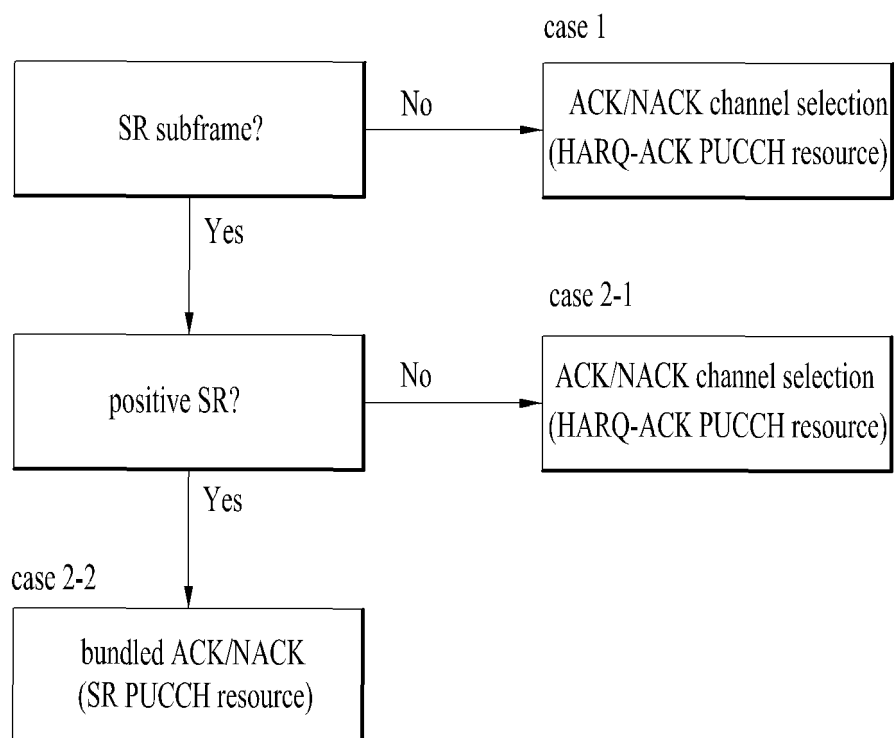 case 1
SR subframe?
No
ACK/NACK channel selection
(HARQ-ACK PUCCH resource)
Yes
case 2-1
positive SR?
No
ACK/NACK channel selection
(HARQ-ACK PUCCH resource)
Yes
case 2-2
bundled ACK/NACK
(SR PUCCH resource)